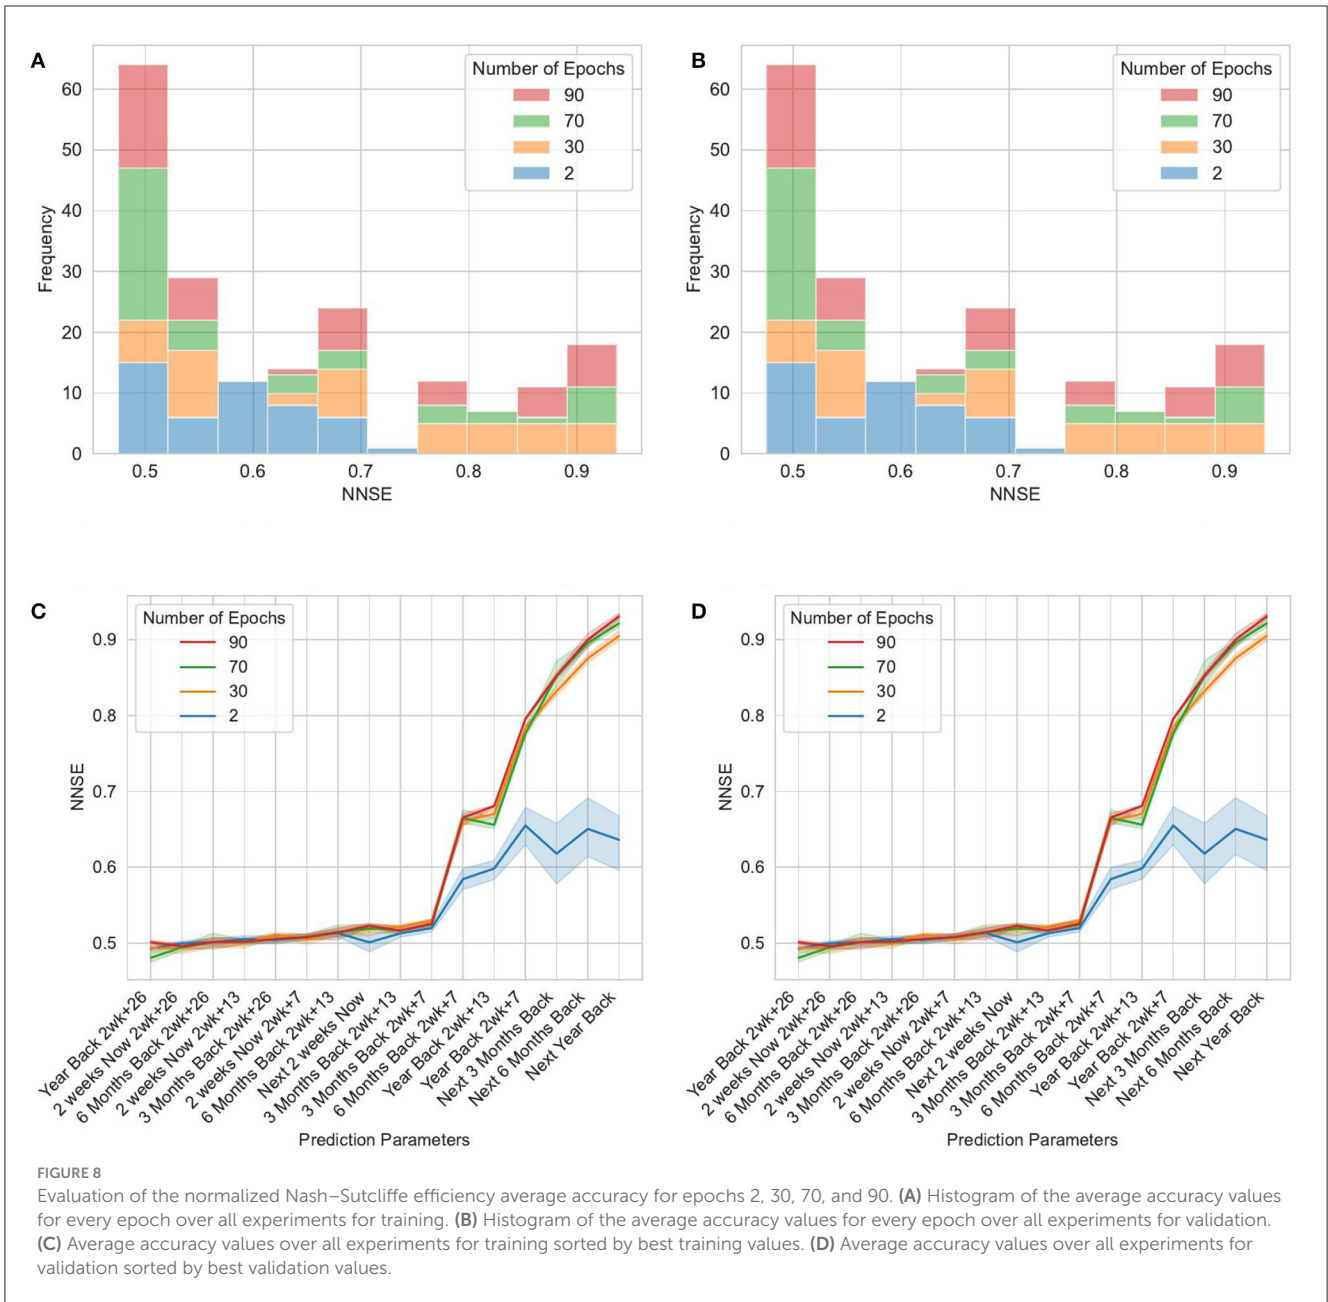 A
Number of Epochs
90
70
30
2
60
50
40
30
20
10
0
Frequency
0.5 0.6 0.7 0.8 0.9
NNSE
B
Number of Epochs
90
70
30
2
60
50
40
30
20
10
0
Frequency
0.5 0.6 0.7 0.8 0.9
NNSE
C
Number of Epochs
90
70
30
2
0.9
0.8
0.7
0.6
0.5
NNSE
Year Back 2wk+26
2 weeks Now 2wk+26
6 Months Back 2wk+26
2 weeks Now 2wk+13
3 Months Back 2wk+26
2 weeks Now 2wk+7
6 Months Back 2wk+13
Next 2 weeks Now
3 Months Back 2wk+13
3 Months Back 2wk+7
6 Months Back 2wk+7
Year Back 2wk+13
Year Back 2wk+7
Next 3 Months Back
Next 6 Months Back
Next Year Back
Prediction Parameters
D
Number of Epochs
90
70
30
2
0.9
0.8
0.7
0.6
0.5
NNSE
Year Back 2wk+26
2 weeks Now 2wk+26
6 Months Back 2wk+26
2 weeks Now 2wk+13
3 Months Back 2wk+26
2 weeks Now 2wk+7
6 Months Back 2wk+13
Next 2 weeks Now
3 Months Back 2wk+13
3 Months Back 2wk+7
6 Months Back 2wk+7
Year Back 2wk+13
Year Back 2wk+7
Next 3 Months Back
Next 6 Months Back
Next Year Back
Prediction Parameters
FIGURE 8
Evaluation of the normalized Nash–Sutcliffe efficiency average accuracy for epochs 2, 30, 70, and 90. (A) Histogram of the average accuracy values
for every epoch over all experiments for training. (B) Histogram of the average accuracy values for every epoch over all experiments for validation.
(C) Average accuracy values over all experiments for training sorted by best training values. (D) Average accuracy values over all experiments for
validation sorted by best validation values.